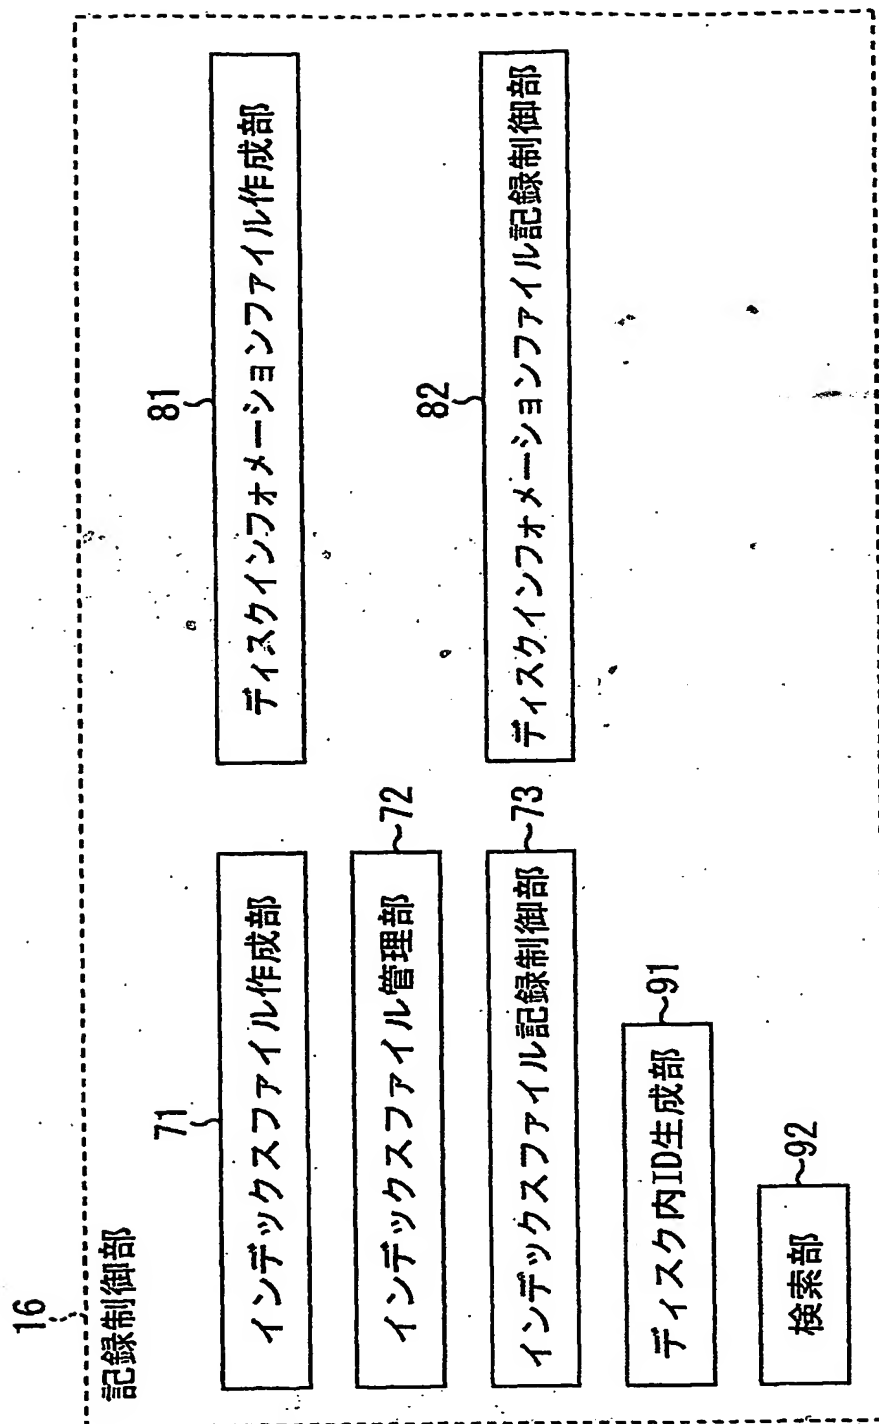 16
記録制御部
71
インデックスファイル作成部
インデックスファイル管理部
72
インデックスファイル記録制御部
73
ディスク内ID生成部
91
検索部
92
81
ディスクインフォメーションファイル作成部
82
ディスクインフォメーションファイル記録制御部